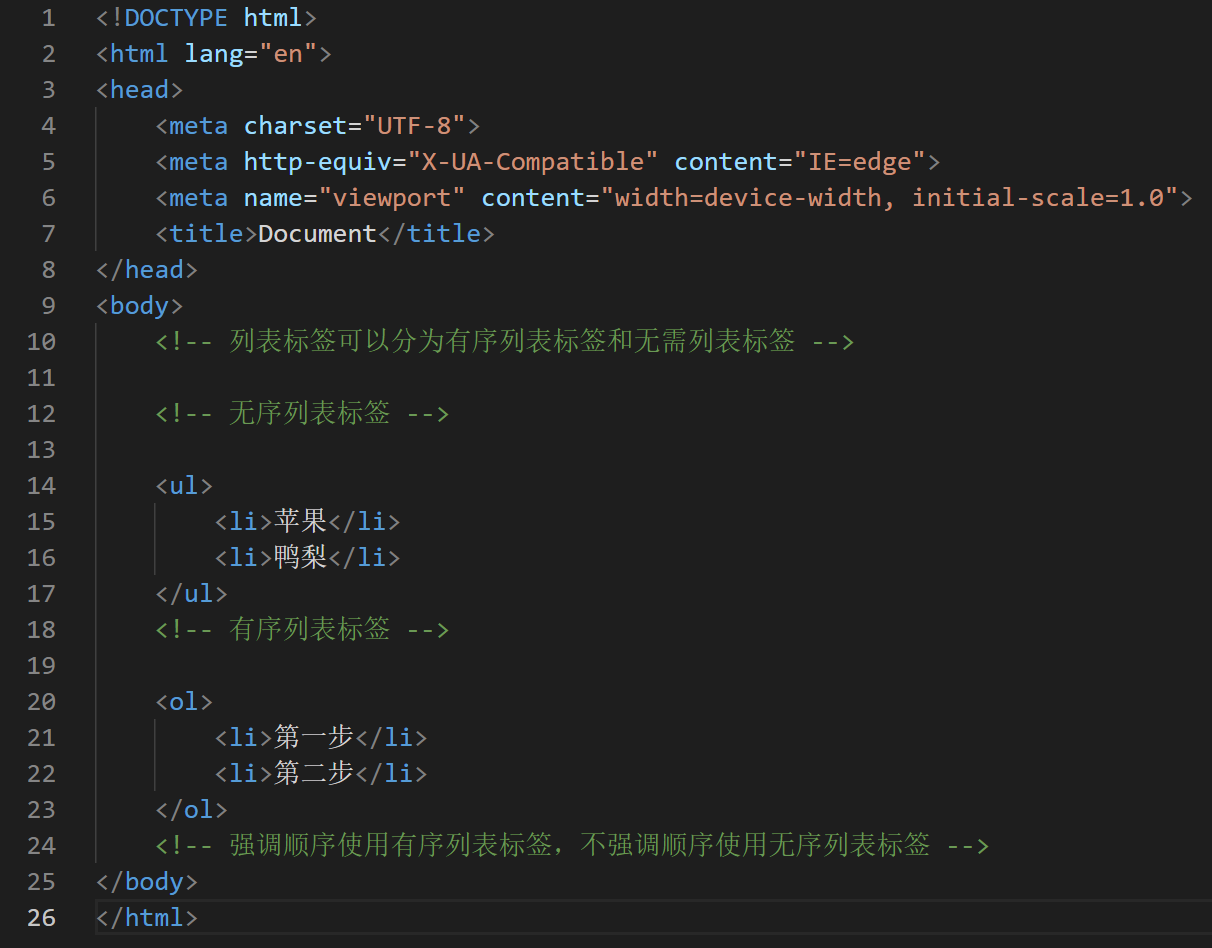 1 <!DOCTYPE html>
2 <html lang="en">
3 <head>
4     <meta charset="UTF-8">
5     <meta http-equiv="X-UA-Compatible" content="IE=edge">
6     <meta name="viewport" content="width=device-width, initial-scale=1.0">
7     <title>Document</title>
8 </head>
9 <body>
10     <!-- 列表标签可以分为有序列表标签和无需列表标签 -->
11
12     <!-- 无序列表标签 -->
13
14     <ul>
15         <li>苹果</li>
16         <li>鸭梨</li>
17     </ul>
18     <!-- 有序列表标签 -->
19
20     <ol>
21         <li>第一步</li>
22         <li>第二步</li>
23     </ol>
24     <!-- 强调顺序使用有序列表标签，不强调顺序使用无序列表标签 -->
25 </body>
26 </html>